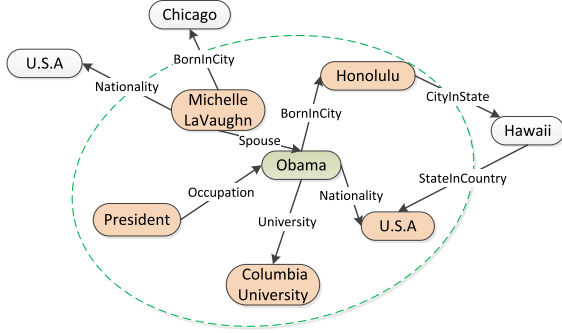 Chicago
U.S.A
BornInCity
Nationality
Honolulu
Michelle
LaVaughn
CityInState
BornInCity
Hawaii
Spouse
Obama
StateInCountry
Occupation
Nationality
President
University
U.S.A
Columbia
University